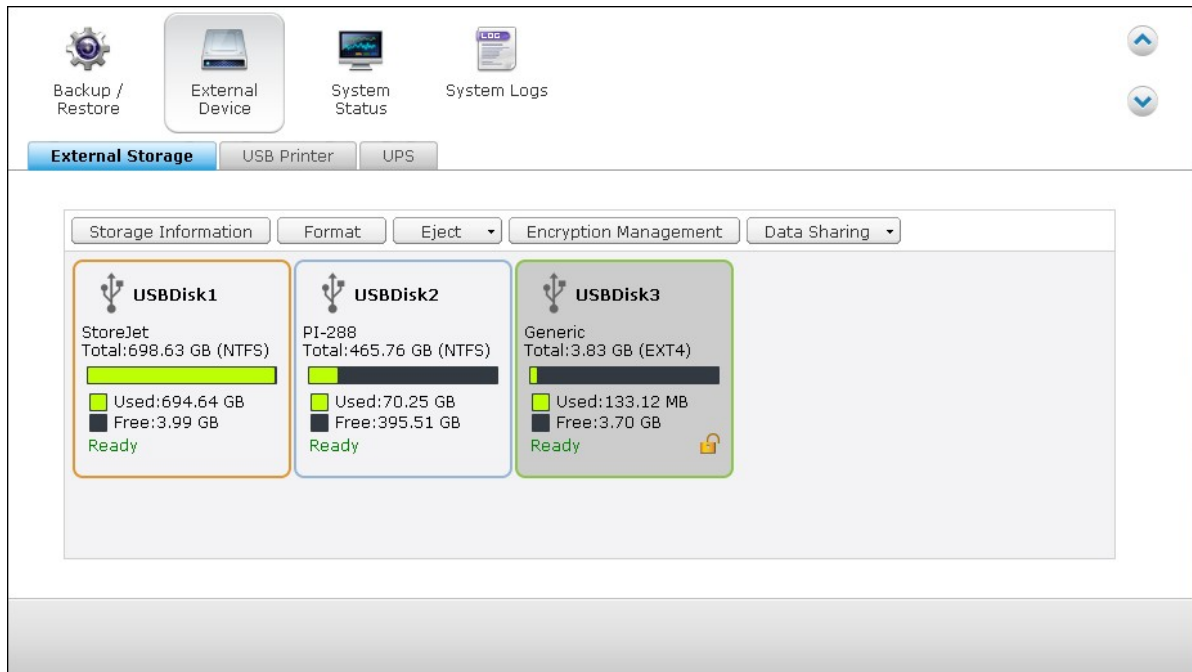 LOG
Backup /
Restore
External
Device
System
Status
System Logs
External Storage
USB Printer
UPS
Storage Information
Format
Eject
Encryption Management
Data Sharing
USBDisk1
StoreJet
Total:698.63 GB (NTFS)
Used:694.64 GB
Free:3.99 GB
Ready
USBDisk2
PI-288
Total:465.76 GB (NTFS)
Used:70.25 GB
Free:395.51 GB
Ready
USBDisk3
Generic
Total:3.83 GB (EXT4)
Used:133.12 MB
Free:3.70 GB
Ready